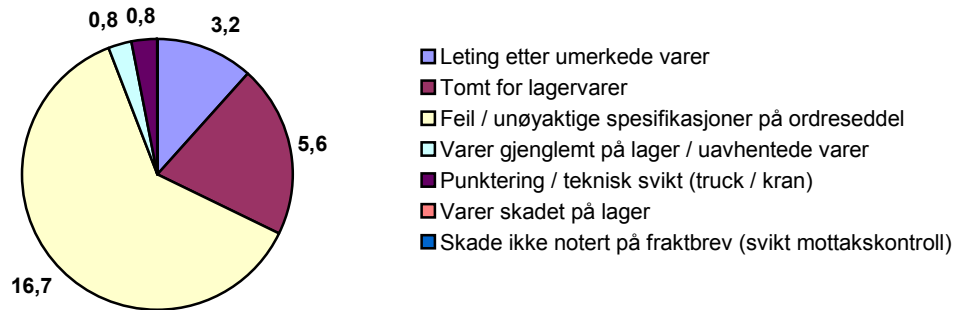 0,8
0,8
3,2
5,6
16,7
Leting etter umerkede varer
Tomt for lagervarer
Feil / unøyaktige spesifikasjoner på ordreseddel
Varer gjenglemt på lager / uavhentede varer
Punktering / teknisk svikt (truck / kran)
Varer skadet på lager
Skade ikke notert på fraktbrev (svikt mottakskontroll)